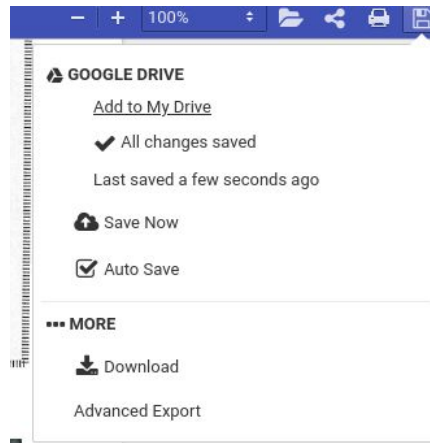 100%
GOOGLE DRIVE
Add to My Drive
All changes saved
Last saved a few seconds ago
Save Now
Auto Save
MORE
Download
Advanced Export